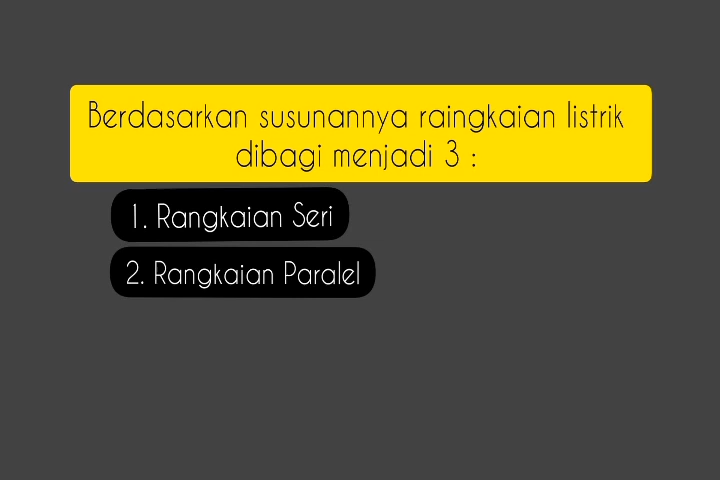 Berdasarkan susunannya raingkaian listrik
dibagi menjadi 3 :
1. Rangkaian Seri
2. Rangkaian Paralel